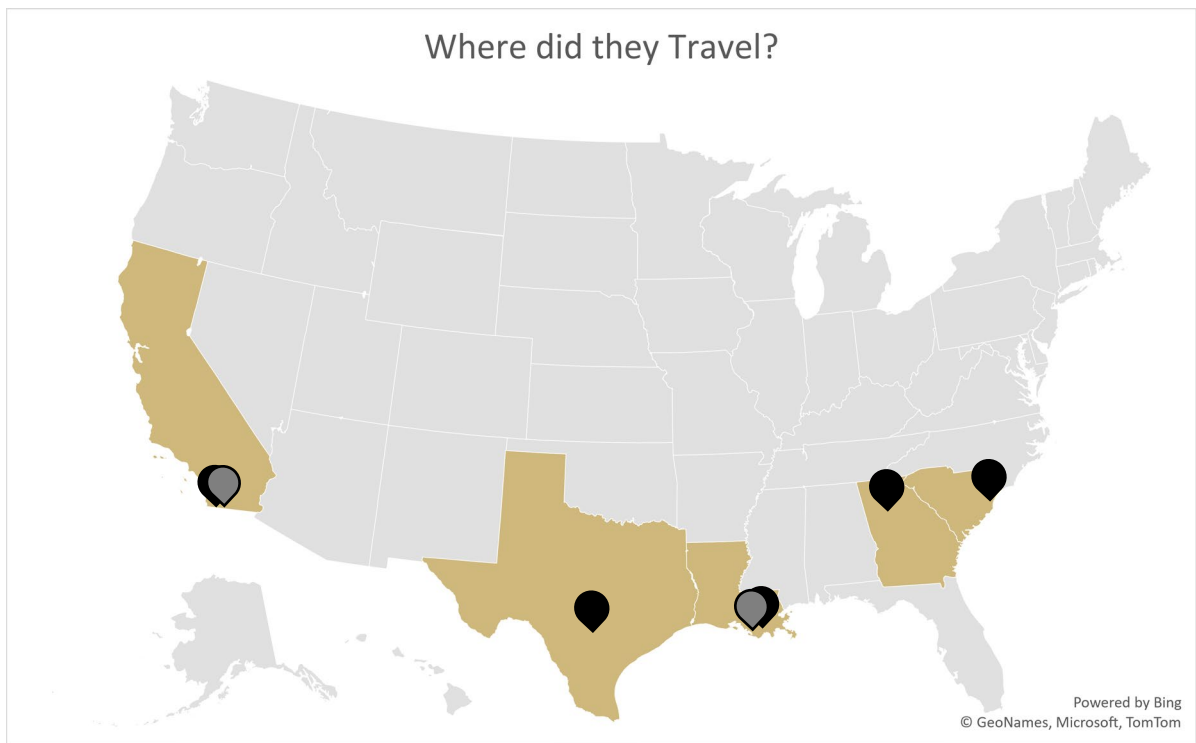 Where did they Travel?
Powered by Bing
© GeoNames, Microsoft, TomTom